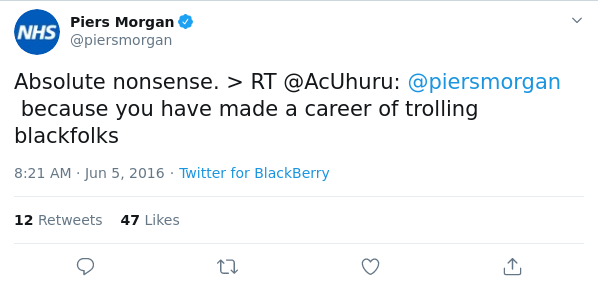 NHS
Piers Morgan
@piersmorgan
Absolute nonsense. > RT @AcUhuru: @piersmorgan
because you have made a career of trolling
blackfolks
8:21 AM · Jun 5, 2016 · Twitter for BlackBerry
12 Retweets 47 Likes